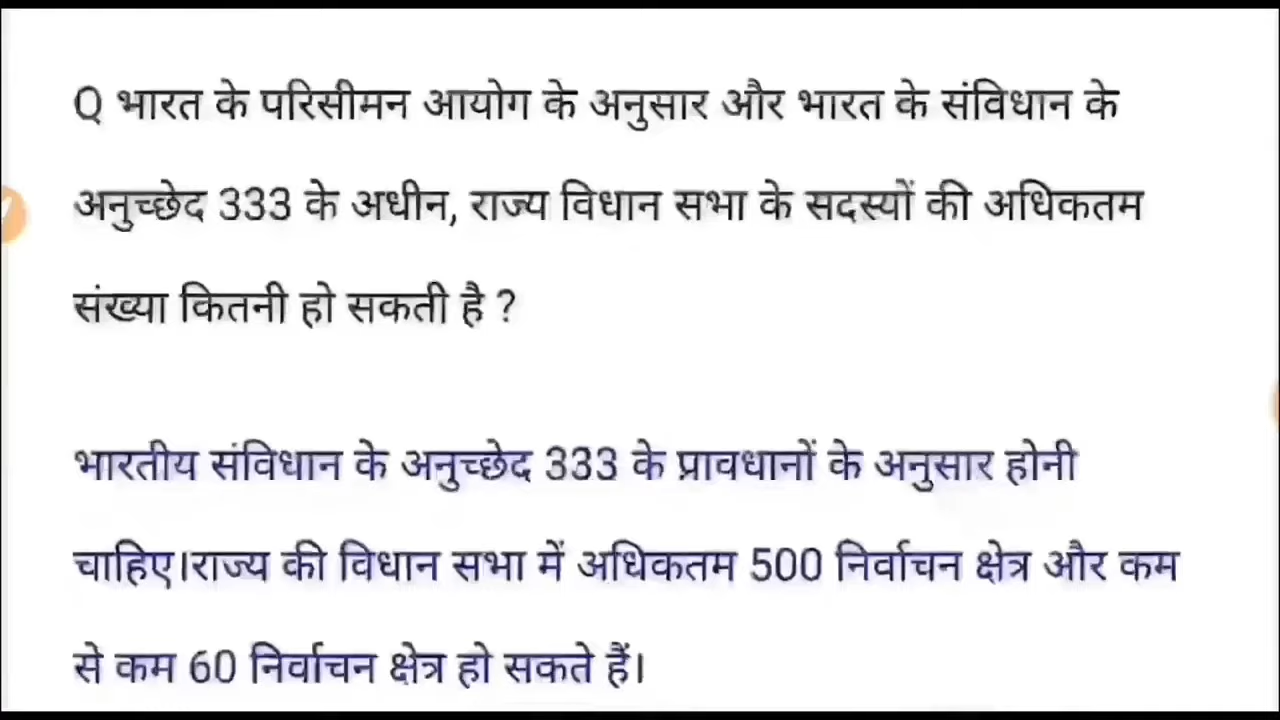 Q भारत के परिसीमन आयोग के अनुसार और भारत के संविधान के
अनुच्छेद 333 के अधीन, राज्य विधान सभा के सदस्यों की अधिकतम
संख्या कितनी हो सकती है ?
भारतीय संविधान के अनुच्छेद 333 के प्रावधानों के अनुसार होनी
चाहिए।राज्य की विधान सभा में अधिकतम 500 निर्वाचन क्षेत्र और कम
से कम 60 निर्वाचन क्षेत्र हो सकते हैं।